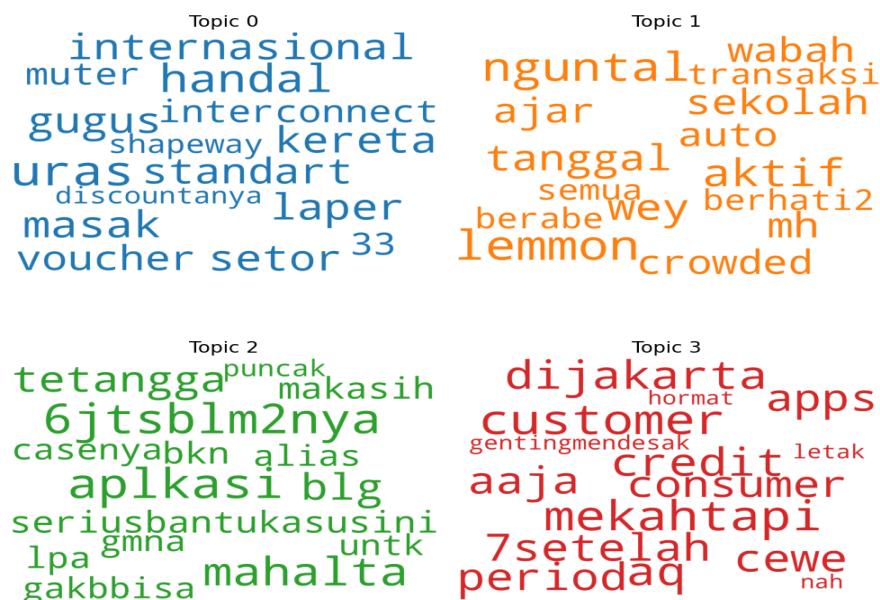 Topic 0
internasional
muter handal
gugus interconnect
shapeway kereta
uras standart
discountanya laper
masak
voucher setor 33
Topic 1
wabah
nguntal transaksi
ajar sekolah
auto
tanggal aktif
semua berhati2
berabe wey mh
lemmon crowded
Topic 2
puncak
tetangga makasih
6jtsblm2nya
casenya bkn alias
aplkasi blg
seriusbantukasusini
gmna untk
lpa mahalta
gakbbisa
Topic 3
dijakarta
hormat apps
customer
gentingmendesak letak
credit
aaja consumer
mekahtapi
7setelah cewe
period aq nah